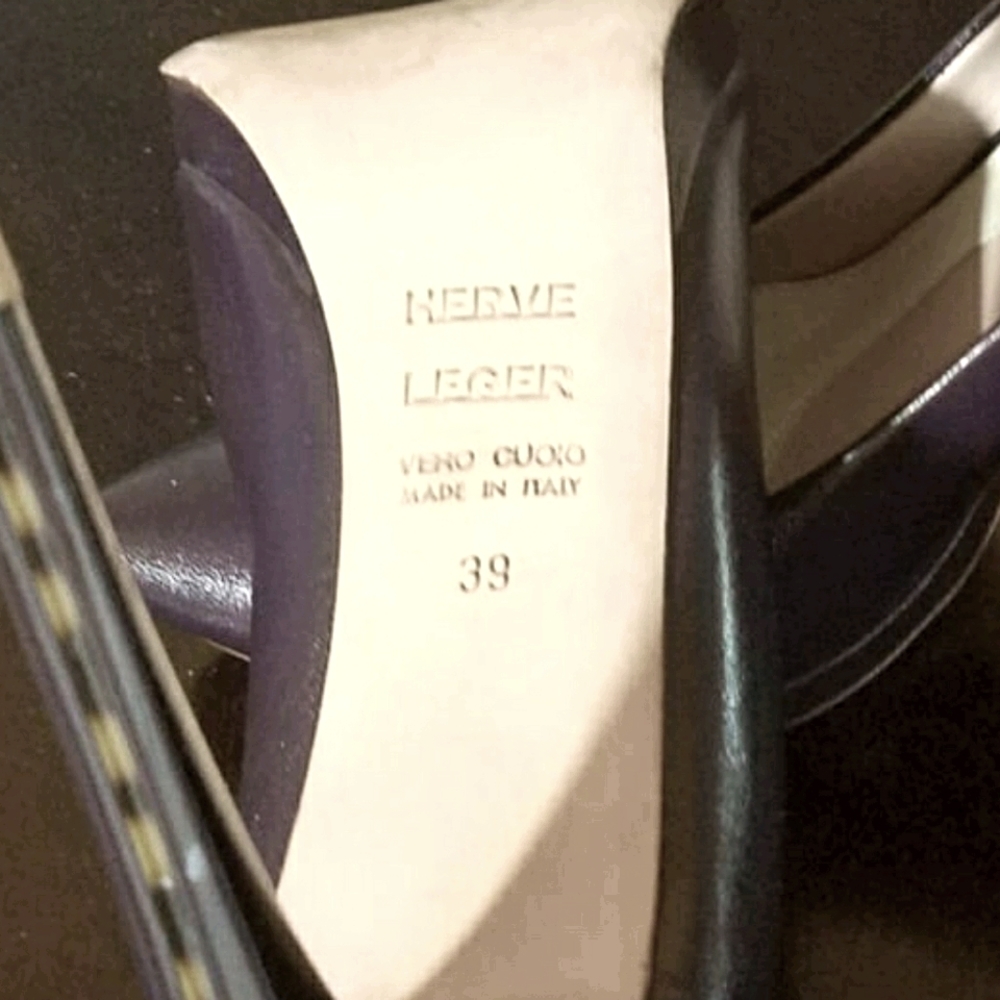 HERVE
LEGER
VERO CUOIO
MADE IN ITALY
39